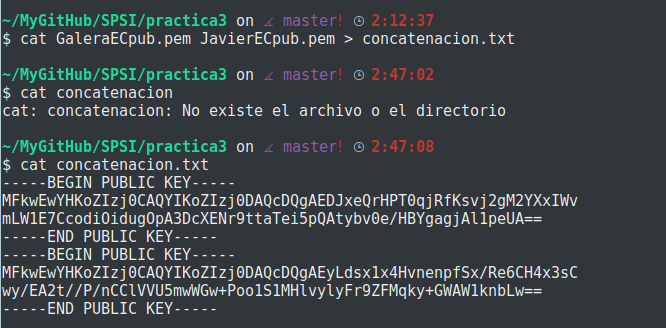 ~/MyGitHub/SPSI/practica3 on master! 2:12:37
$ cat GaleraECpub.pem JavierECpub.pem > concatenacion.txt
~/MyGitHub/SPSI/practica3 on master! 2:47:02
$ cat concatenacion
cat: concatenacion: No existe el archivo o el directorio
~/MyGitHub/SPSI/practica3 on master! 2:47:08
$ cat concatenacion.txt
-----BEGIN PUBLIC KEY-----
MFkwEwYHKoZIzj0CAQYIKoZIzj0DAQcDQgAEDJxeQrHPT0qjRfKsvj2gM2YXxIWv
mLW1E7CcodiOidugOpA3DcXENr9ttaTei5pQAtybv0e/HBYgagjAl1peUA==
-----END PUBLIC KEY-----
-----BEGIN PUBLIC KEY-----
MFkwEwYHKoZIzj0CAQYIKoZIzj0DAQcDQgAEyLdsx1x4HvnenpfSx/Re6CH4x3sC
wy/EA2t//P/nCClVVU5mwWGw+Poo1S1MHlvylyFr9ZFMqky+GWAW1knbLw==
-----END PUBLIC KEY-----